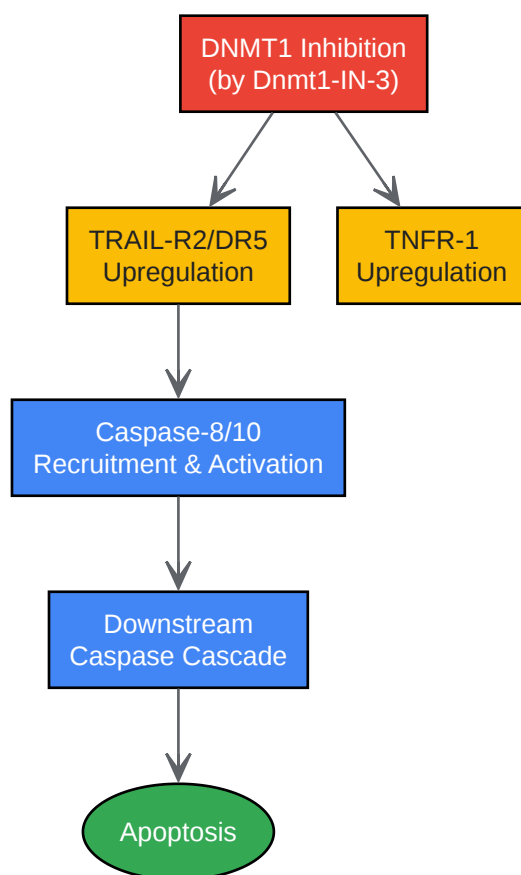 DNMT1 Inhibition
(by Dnmt1-IN-3)
TRAIL-R2/DR5
Upregulation
TNFR-1
Upregulation
Caspase-8/10
Recruitment & Activation
Downstream
Caspase Cascade
Apoptosis